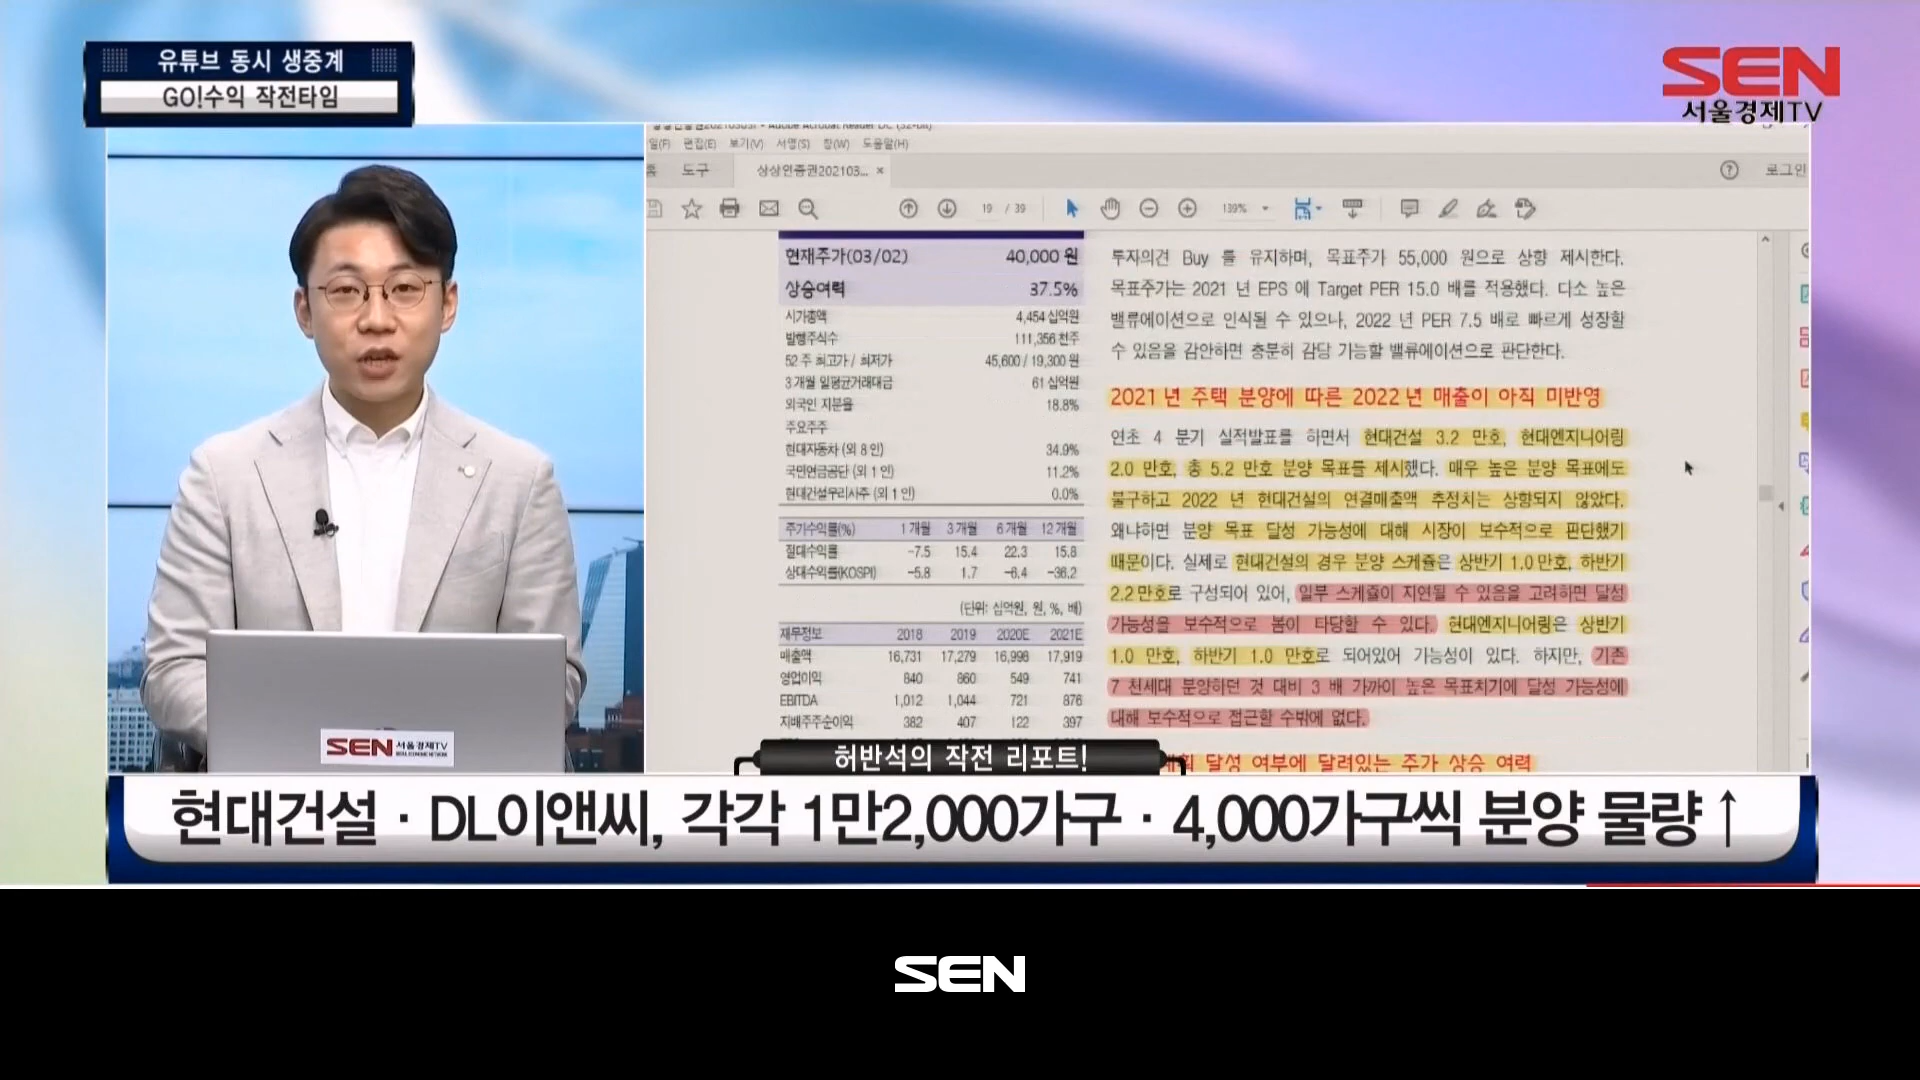 유튜브 동시 생중계
GO!수익 작전타임
SEN
서울경제TV
편집(E) 보기(V) 서명(S) 창(W) 도움말(H)
도구
상상인증권202103... ×
로그인
19 / 39
139%
현재주가(03/02) 40,000 원
상승여력 37.5%
시가총액 4,454 십억원
발행주식수 111,356 천주
52 주 최고가 / 최저가 45,600 / 19,300 원
3 개월 일평균거래대금 61 십억원
외국인 지분율 18.8%
주요주주
현대자동차 (외 8 인) 34.9%
국민연금공단 (외 1 인) 11.2%
현대건설우리사주 (외 1 인) 0.0%
주가수익률(%) 1 개월 3 개월 6 개월 12 개월
절대수익률 -7.5 15.4 22.3 15.8
상대수익률(KOSPI) -5.8 1.7 -6.4 -36.2
(단위: 십억원, 원, %, 배)
재무정보 2018 2019 2020E 2021E
매출액 16,731 17,279 16,998 17,919
영업이익 840 860 549 741
EBITDA 1,012 1,044 721 876
지배주주순이익 382 407 122 397
투자의견 Buy 를 유지하며, 목표주가 55,000 원으로 상향 제시한다.
목표주가는 2021 년 EPS 에 Target PER 15.0 배를 적용했다. 다소 높은
밸류에이션으로 인식될 수 있으나, 2022 년 PER 7.5 배로 빠르게 성장할
수 있음을 감안하면 충분히 감당 가능할 밸류에이션으로 판단한다.
2021 년 주택 분양에 따른 2022 년 매출이 아직 미반영
연초 4 분기 실적발표를 하면서 현대건설 3.2 만호, 현대엔지니어링
2.0 만호, 총 5.2 만호 분양 목표를 제시했다. 매우 높은 분양 목표에도
불구하고 2022 년 현대건설의 연결매출액 추정치는 상향되지 않았다.
왜냐하면 분양 목표 달성 가능성에 대해 시장이 보수적으로 판단했기
때문이다. 실제로 현대건설의 경우 분양 스케쥴은 상반기 1.0 만호, 하반기
2.2 만호로 구성되어 있어, 일부 스케쥴이 지연될 수 있음을 고려하면 달성
가능성을 보수적으로 봄이 타당할 수 있다. 현대엔지니어링은 상반기
1.0 만호, 하반기 1.0 만호로 되어있어 가능성이 있다. 하지만, 기존
7 천세대 분양하던 것 대비 3 배 가까이 높은 목표치기에 달성 가능성에
대해 보수적으로 접근할 수밖에 없다.
달성 여부에 달려있는 주가 상승 여력
SEN 서울경제TV
허반석의 작전 리포트!
현대건설 · DL이앤씨, 각각 1만2,000가구 · 4,000가구씩 분양 물량↑
SEN